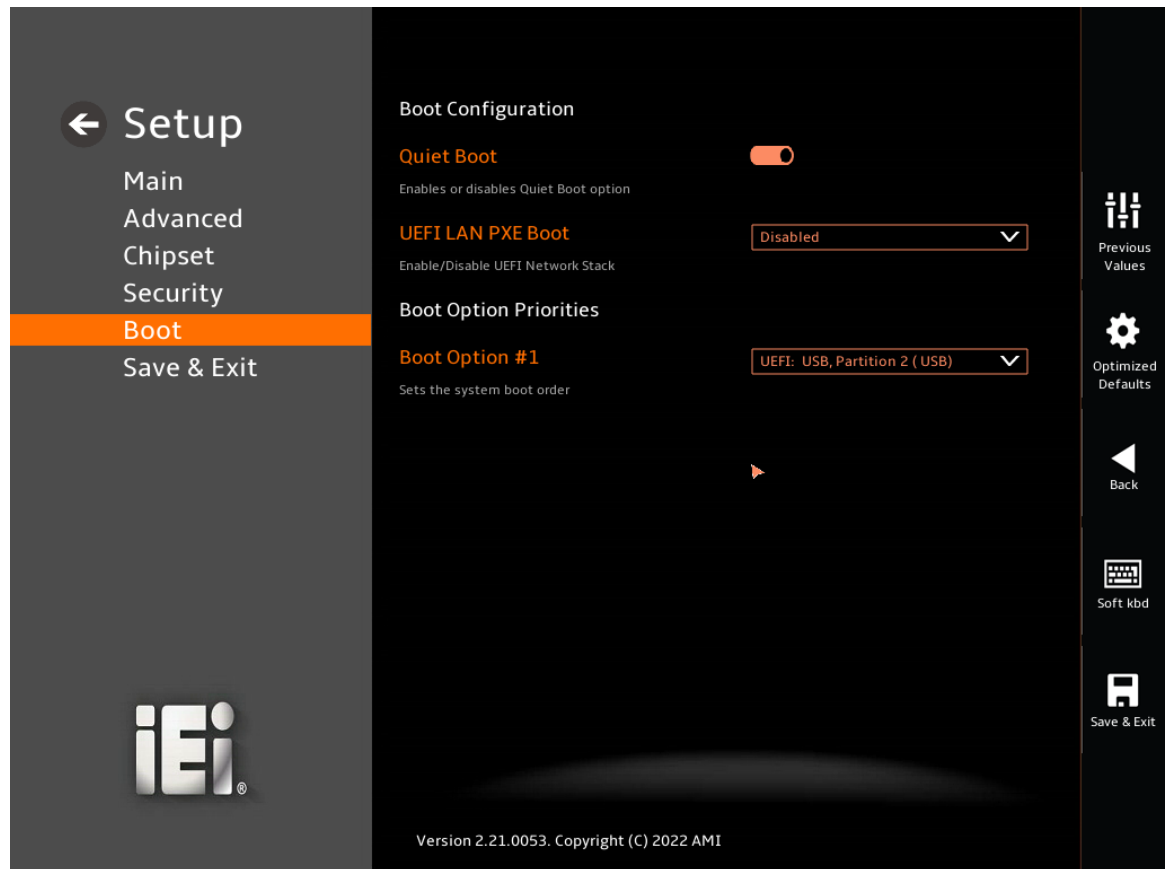 Setup
Main
Advanced
Chipset
Security
Boot
Save & Exit
iEi®
Boot Configuration
Quiet Boot
Enables or disables Quiet Boot option
UEFI LAN PXE Boot
Disabled
Enable/Disable UEFI Network Stack
Boot Option Priorities
Boot Option #1
UEFI: USB, Partition 2 ( USB)
Sets the system boot order
Version 2.21.0053. Copyright (C) 2022 AMI
Previous
Values
Optimized
Defaults
Back
Soft kbd
Save & Exit